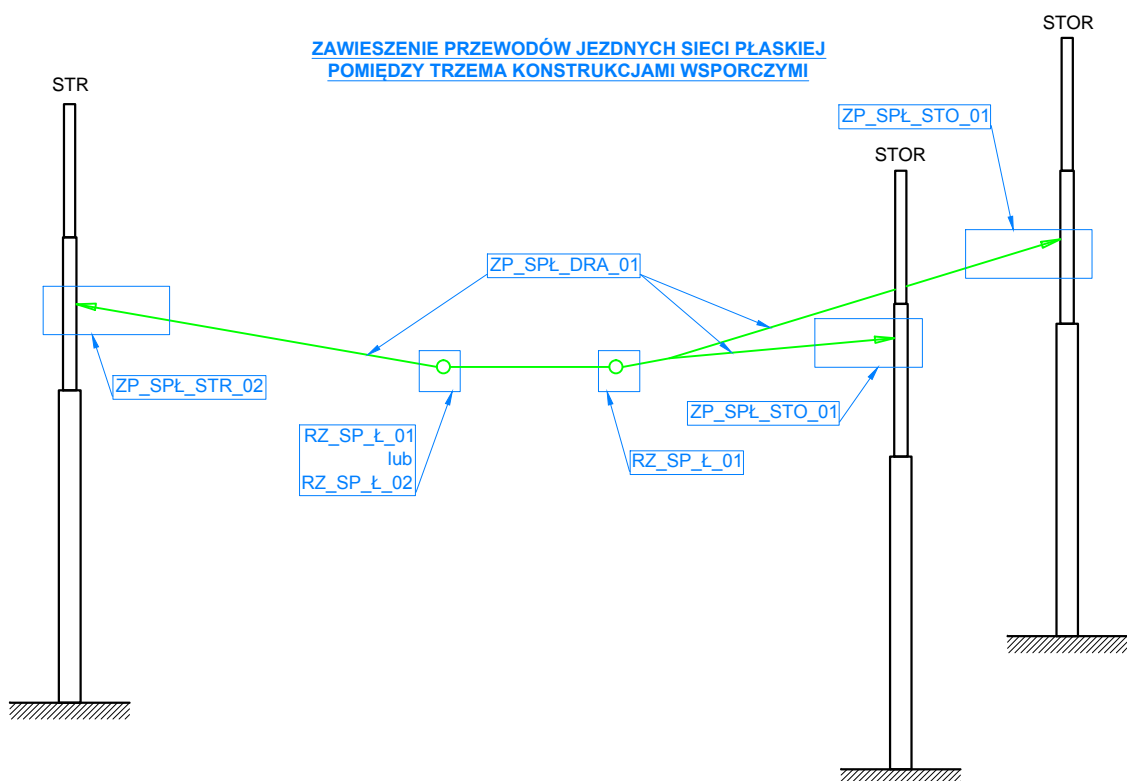 ZAWIESZENIE PRZEWODÓW JEZDNYCH SIECI PŁASKIEJ
POMIĘDZY TRZEMA KONSTRUKCJAMI WSPORCZYMI
STOR
STR
ZP_SPŁ_STO_01
STOR
ZP_SPŁ_DRA_01
ZP_SPŁ_STR_02
ZP_SPŁ_STO_01
RZ_SP_Ł_01
lub
RZ_SP_Ł_02
RZ_SP_Ł_01